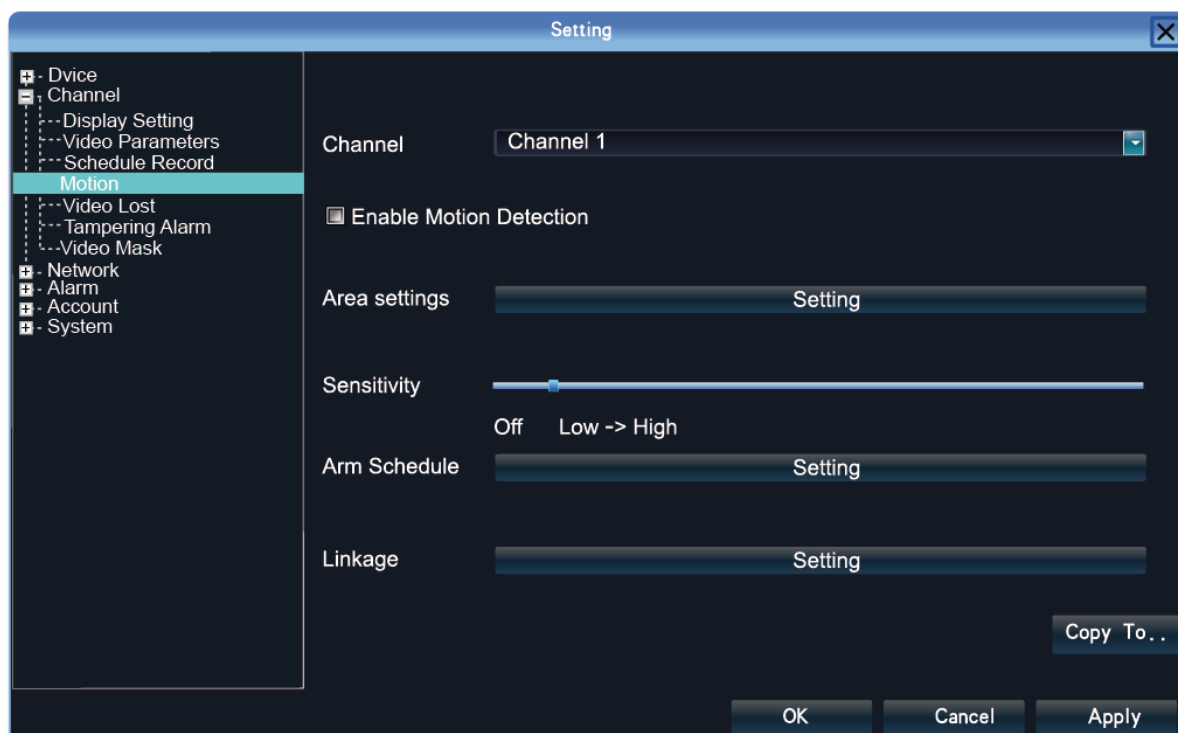 Setting
Dvice
Channel
Display Setting
Video Parameters
Schedule Record
Motion
Video Lost
Tampering Alarm
Video Mask
Network
Alarm
Account
System
Channel Channel 1
Enable Motion Detection
Area settings Setting
Sensitivity
Off Low -> High
Arm Schedule Setting
Linkage Setting
Copy To..
OK Cancel Apply